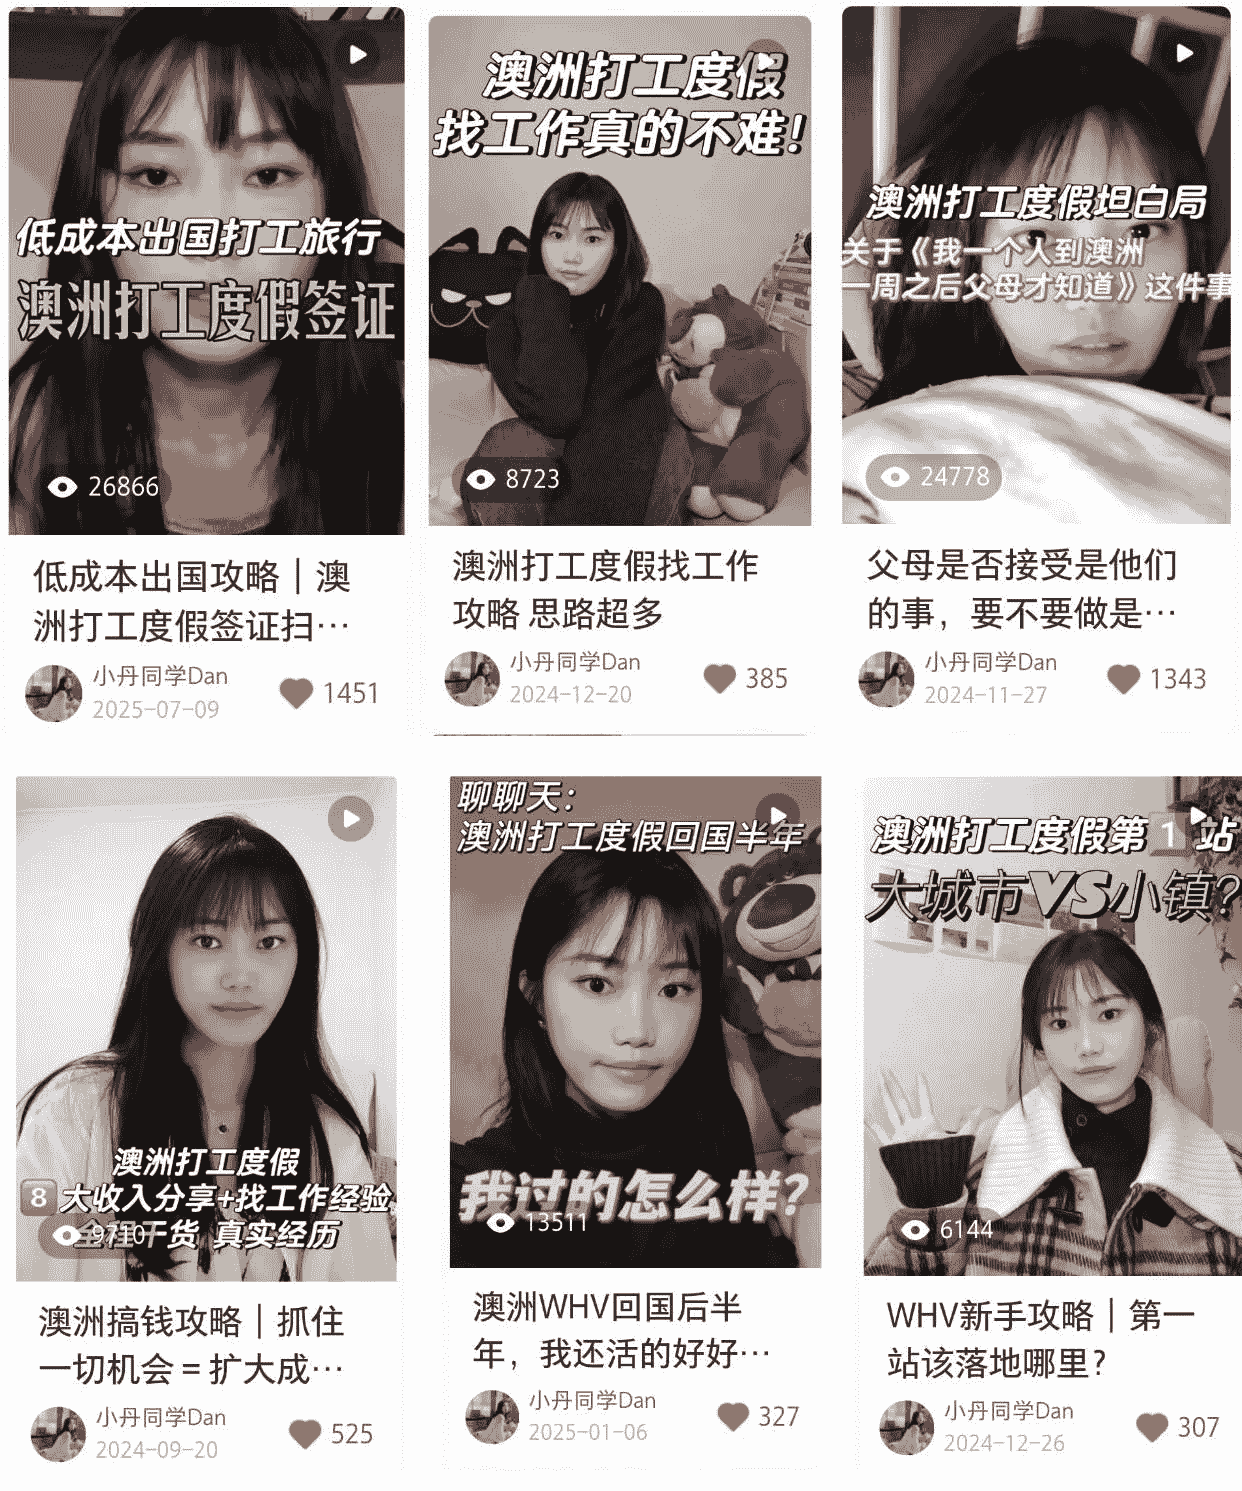 低成本出国打工旅行
澳洲打工度假签证
26866
低成本出国攻略｜澳
洲打工度假签证扫…
小丹同学Dan
2025-07-09
1451
澳洲打工度假
找工作真的不难!
8723
澳洲打工度假找工作
攻略 思路超多
小丹同学Dan
2024-12-20
385
澳洲打工度假坦白局
关于《我一个人到澳洲
一周之后父母才知道》这件事
24778
父母是否接受是他们
的事，要不要做是…
小丹同学Dan
2024-11-27
1343
澳洲打工度假
8 大收入分享+找工作经验
全程干货 真实经历
9710
澳洲搞钱攻略｜抓住
一切机会=扩大成…
小丹同学Dan
2024-09-20
525
聊聊天：
澳洲打工度假回国半年
我过的怎么样?
13511
澳洲WHV回国后半
年，我还活的好好…
小丹同学Dan
2025-01-06
327
澳洲打工度假第1站
大城市VS小镇?
6144
WHV新手攻略｜第一
站该落地哪里?
小丹同学Dan
2024-12-26
307